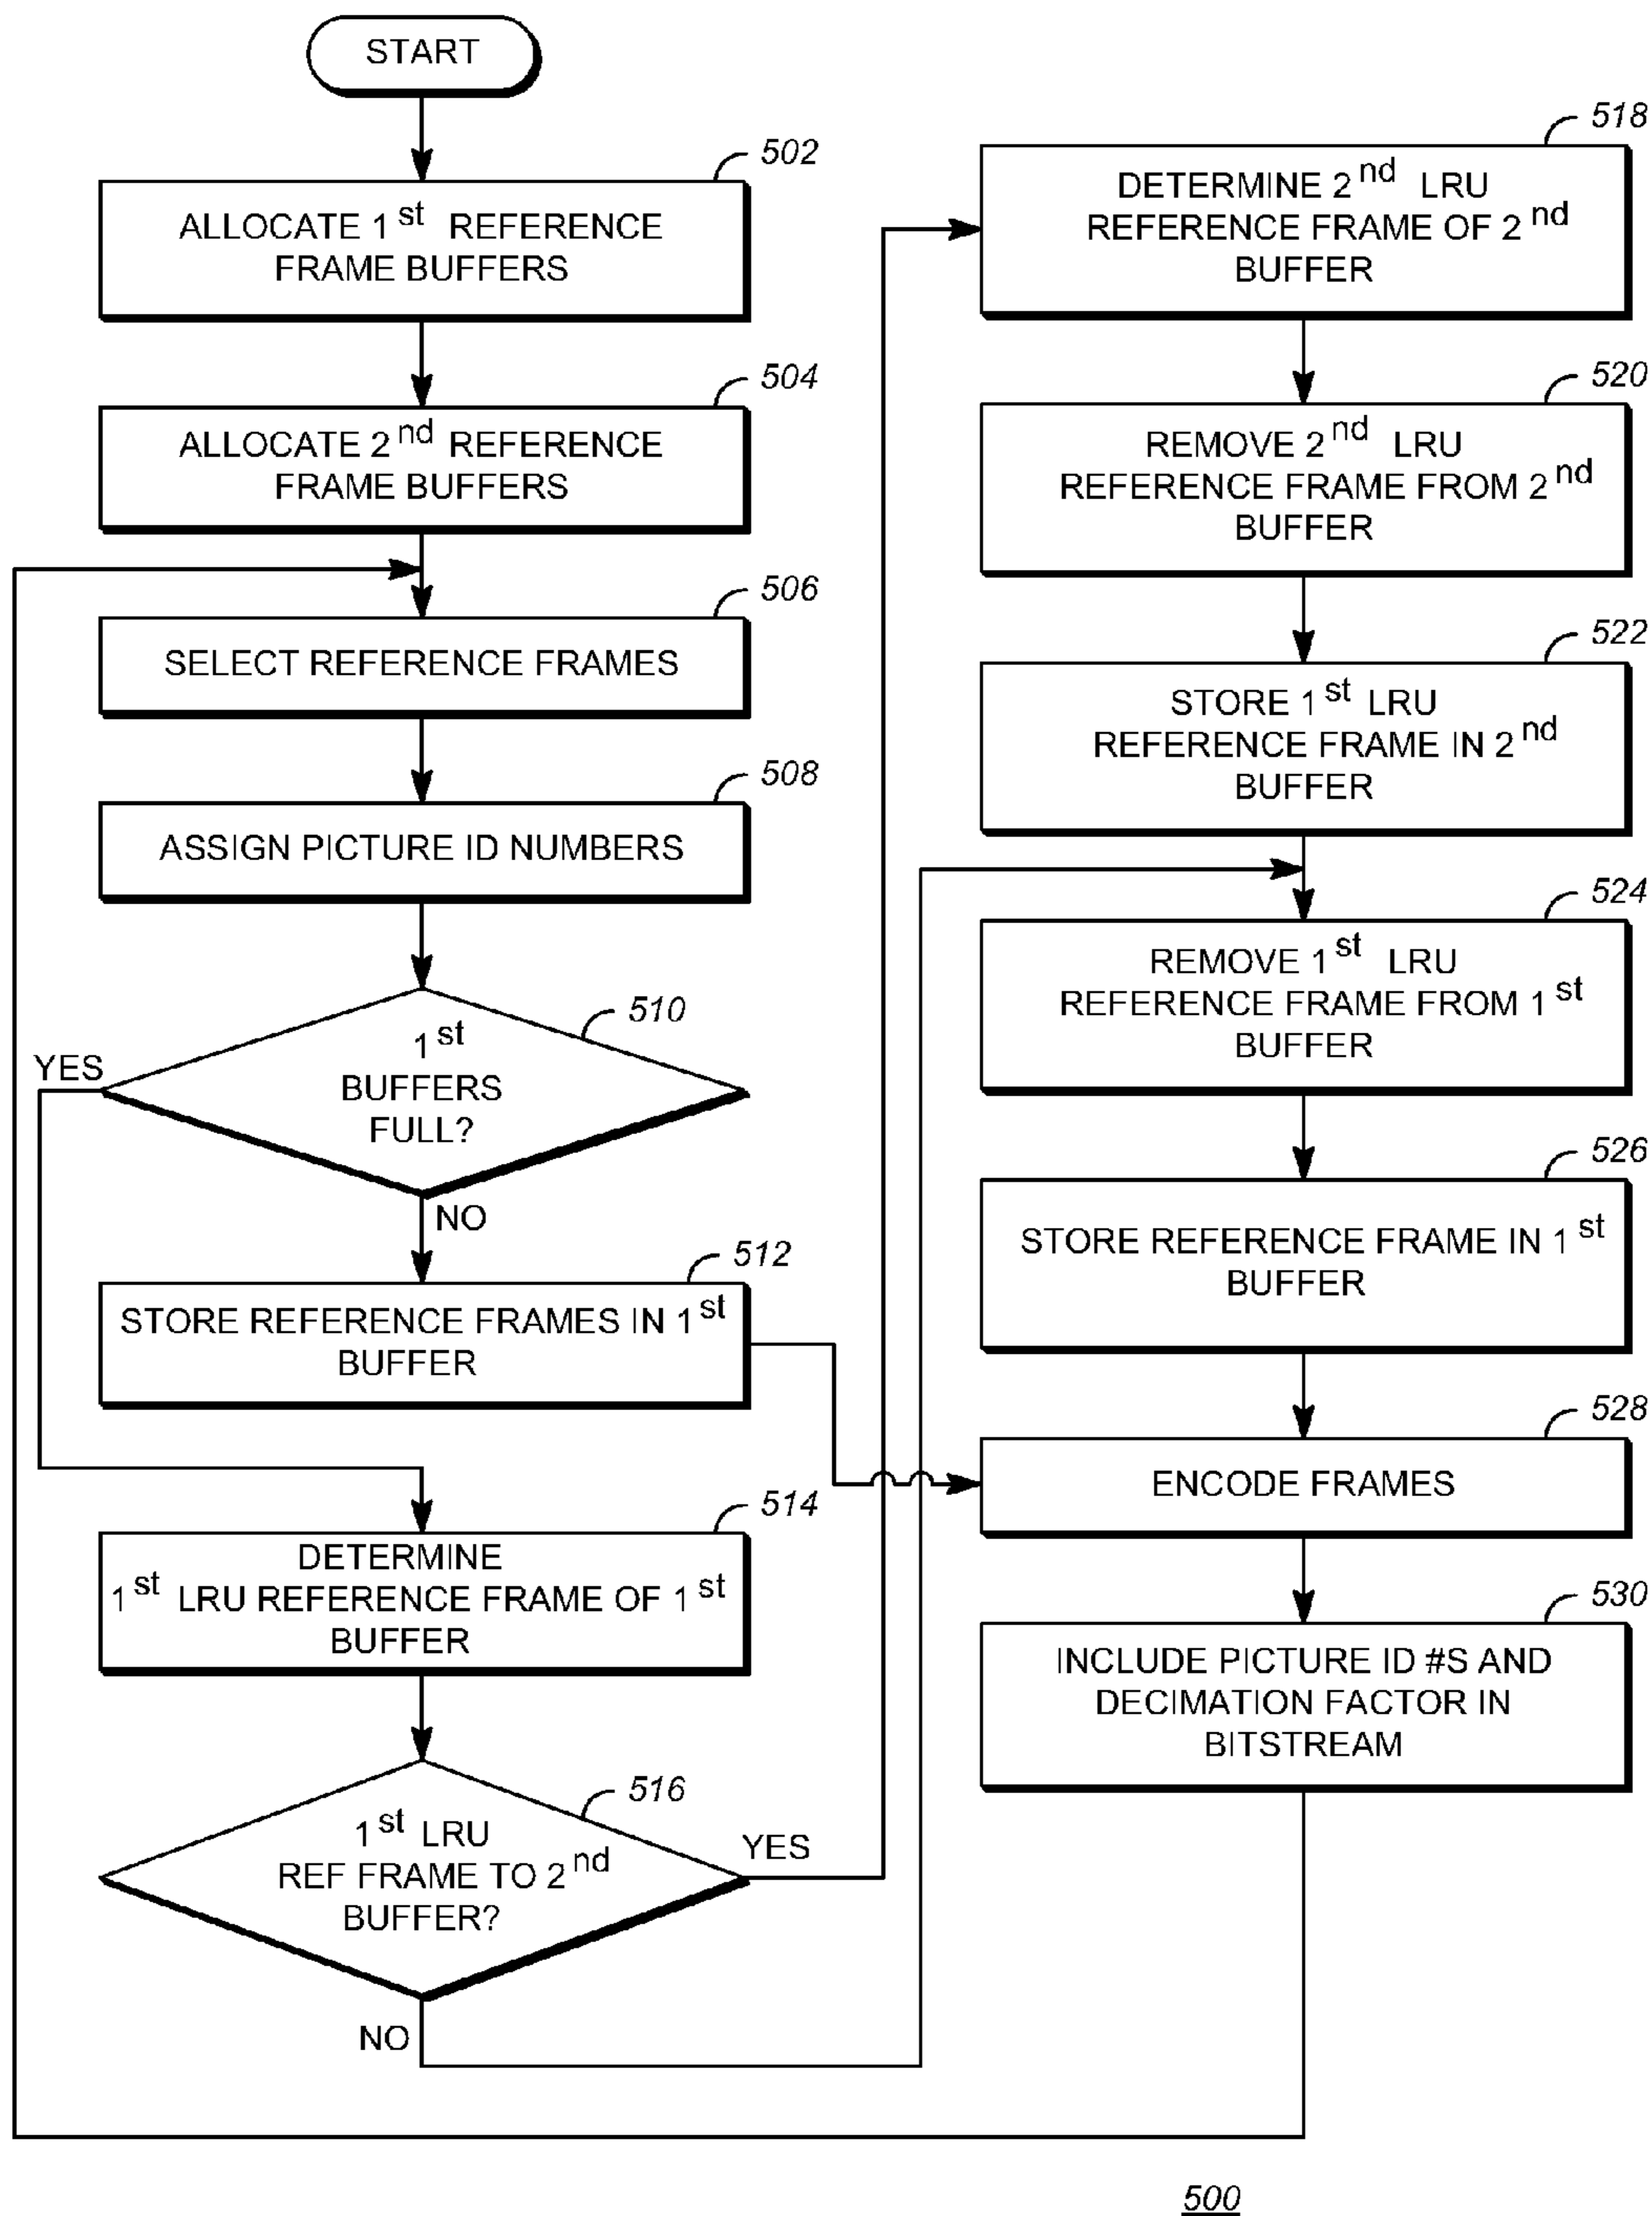 START
502
ALLOCATE 1st REFERENCE
FRAME BUFFERS
504
ALLOCATE 2nd REFERENCE
FRAME BUFFERS
506
SELECT REFERENCE FRAMES
508
ASSIGN PICTURE ID NUMBERS
510
1st
BUFFERS
FULL?
YES
NO
512
STORE REFERENCE FRAMES IN 1st
BUFFER
514
DETERMINE
1st LRU REFERENCE FRAME OF 1st
BUFFER
516
1st LRU
REF FRAME TO 2nd
BUFFER?
YES
NO
518
DETERMINE 2nd LRU
REFERENCE FRAME OF 2nd
BUFFER
520
REMOVE 2nd LRU
REFERENCE FRAME FROM 2nd
BUFFER
522
STORE 1st LRU
REFERENCE FRAME IN 2nd
BUFFER
524
REMOVE 1st LRU
REFERENCE FRAME FROM 1st
BUFFER
526
STORE REFERENCE FRAME IN 1st
BUFFER
528
ENCODE FRAMES
530
INCLUDE PICTURE ID #S AND
DECIMATION FACTOR IN
BITSTREAM
500